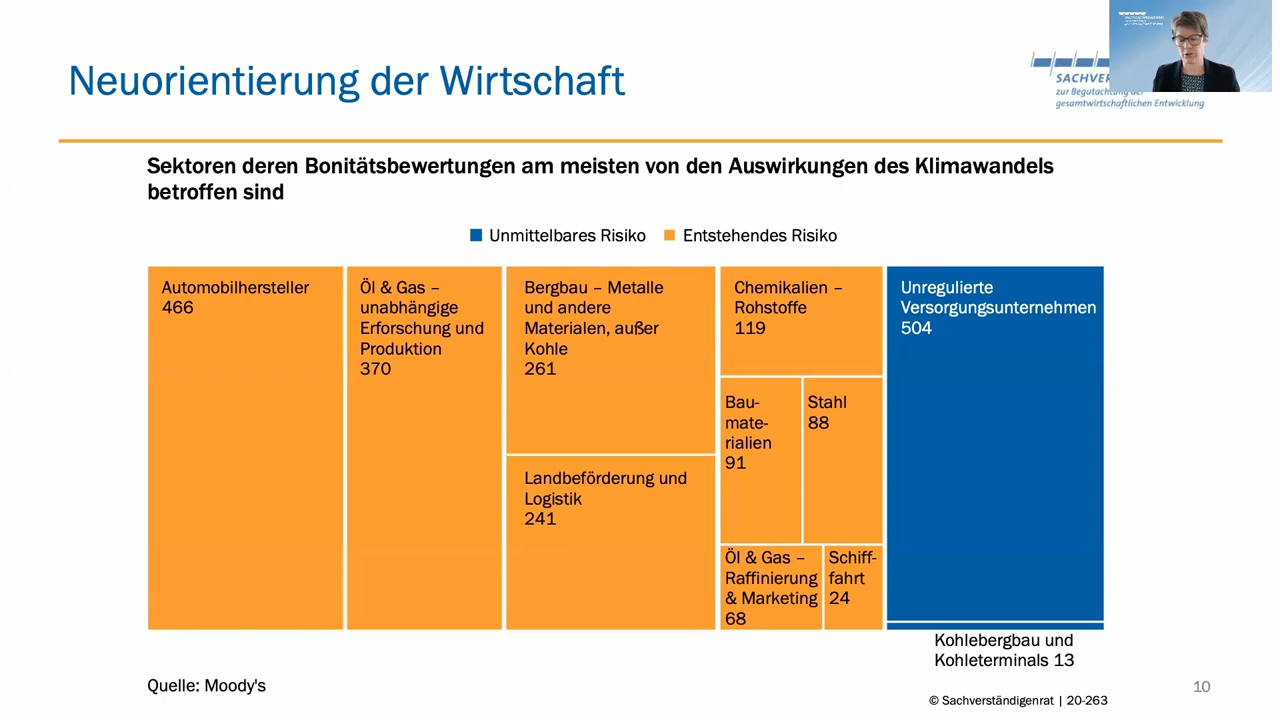 Neuorientierung der Wirtschaft
zur Begutachtung der
gesamtwirtschaftlichen Entwicklung
Sektoren deren Bonitätsbewertungen am meisten von den Auswirkungen des Klimawandels
betroffen sind
Unmittelbares Risiko
Entstehendes Risiko
Automobilhersteller
466
Öl & Gas –
unabhängige
Erforschung und
Produktion
370
Bergbau – Metalle
und andere
Materialen, außer
Kohle
261
Landbeförderung und
Logistik
241
Chemikalien –
Rohstoffe
119
Bau-
mate-
rialien
91
Stahl
88
Öl & Gas –
Raffinierung
& Marketing
68
Schiff-
fahrt
24
Unregulierte
Versorgungsunternehmen
504
Kohlebergbau und
Kohleterminals 13
Quelle: Moody's
10
© Sachverständigenrat | 20-263